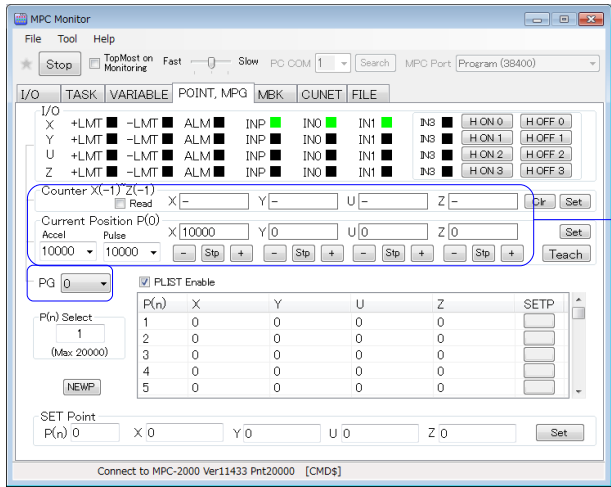 MPC Monitor
File Tool Help
Stop TopMost on Monitoring Fast Slow PC COM 1 Search MPC Port Program (38400)
I/O TASK VARIABLE POINT, MPG MBK CUNET FILE
I/O
X +LMT -LMT ALM INP IN0 IN1 IN3 H ON 0 H OFF 0
Y +LMT -LMT ALM INP IN0 IN1 IN3 H ON 1 H OFF 1
U +LMT -LMT ALM INP IN0 IN1 IN3 H ON 2 H OFF 2
Z +LMT -LMT ALM INP IN0 IN1 IN3 H ON 3 H OFF 3
Counter X(-1)~Z(-1)
Read X - Y - U - Z - Clr Set
Current Position P(0)
Accel Pulse X 10000 Y 0 U 0 Z 0 Set
10000 10000 - Stp + - Stp + - Stp + - Stp + Teach
PG 0 PLIST Enable
P(n) X Y U Z SETP
P(n) Select
1 0 0 0 0
1
2 0 0 0 0
(Max 20000)
3 0 0 0 0
4 0 0 0 0
NEWP
5 0 0 0 0
SET Point
P(n) 0 X 0 Y 0 U 0 Z 0 Set
Connect to MPC-2000 Ver11433 Pnt20000 [CMD$]